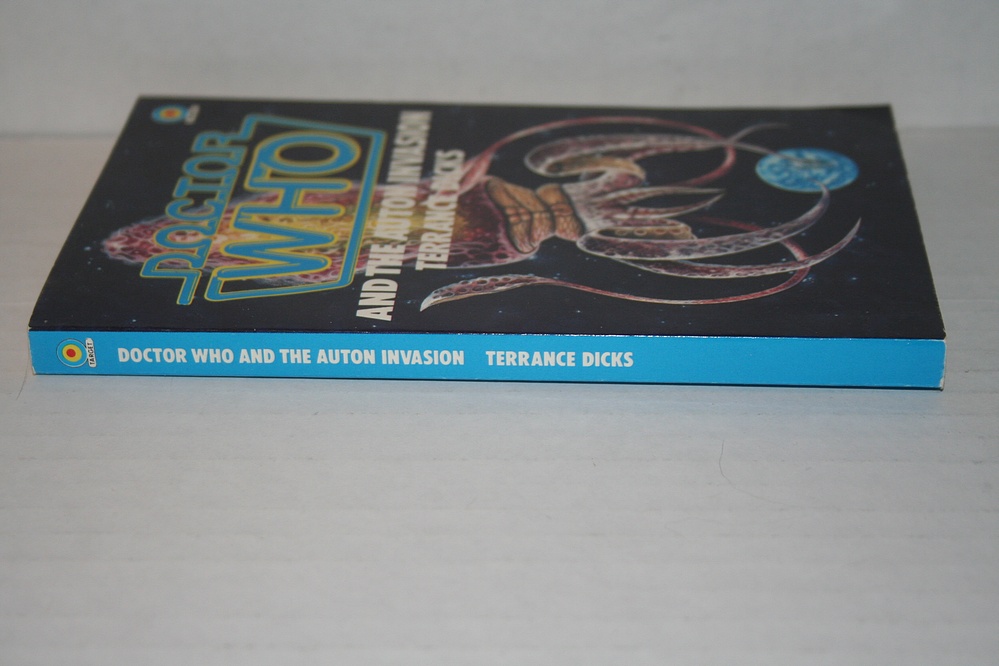 DOCTOR
WHO
AND THE AUTON INVASION
TERRANCE DICKS
TARGET
DOCTOR WHO AND THE AUTON INVASION TERRANCE DICKS